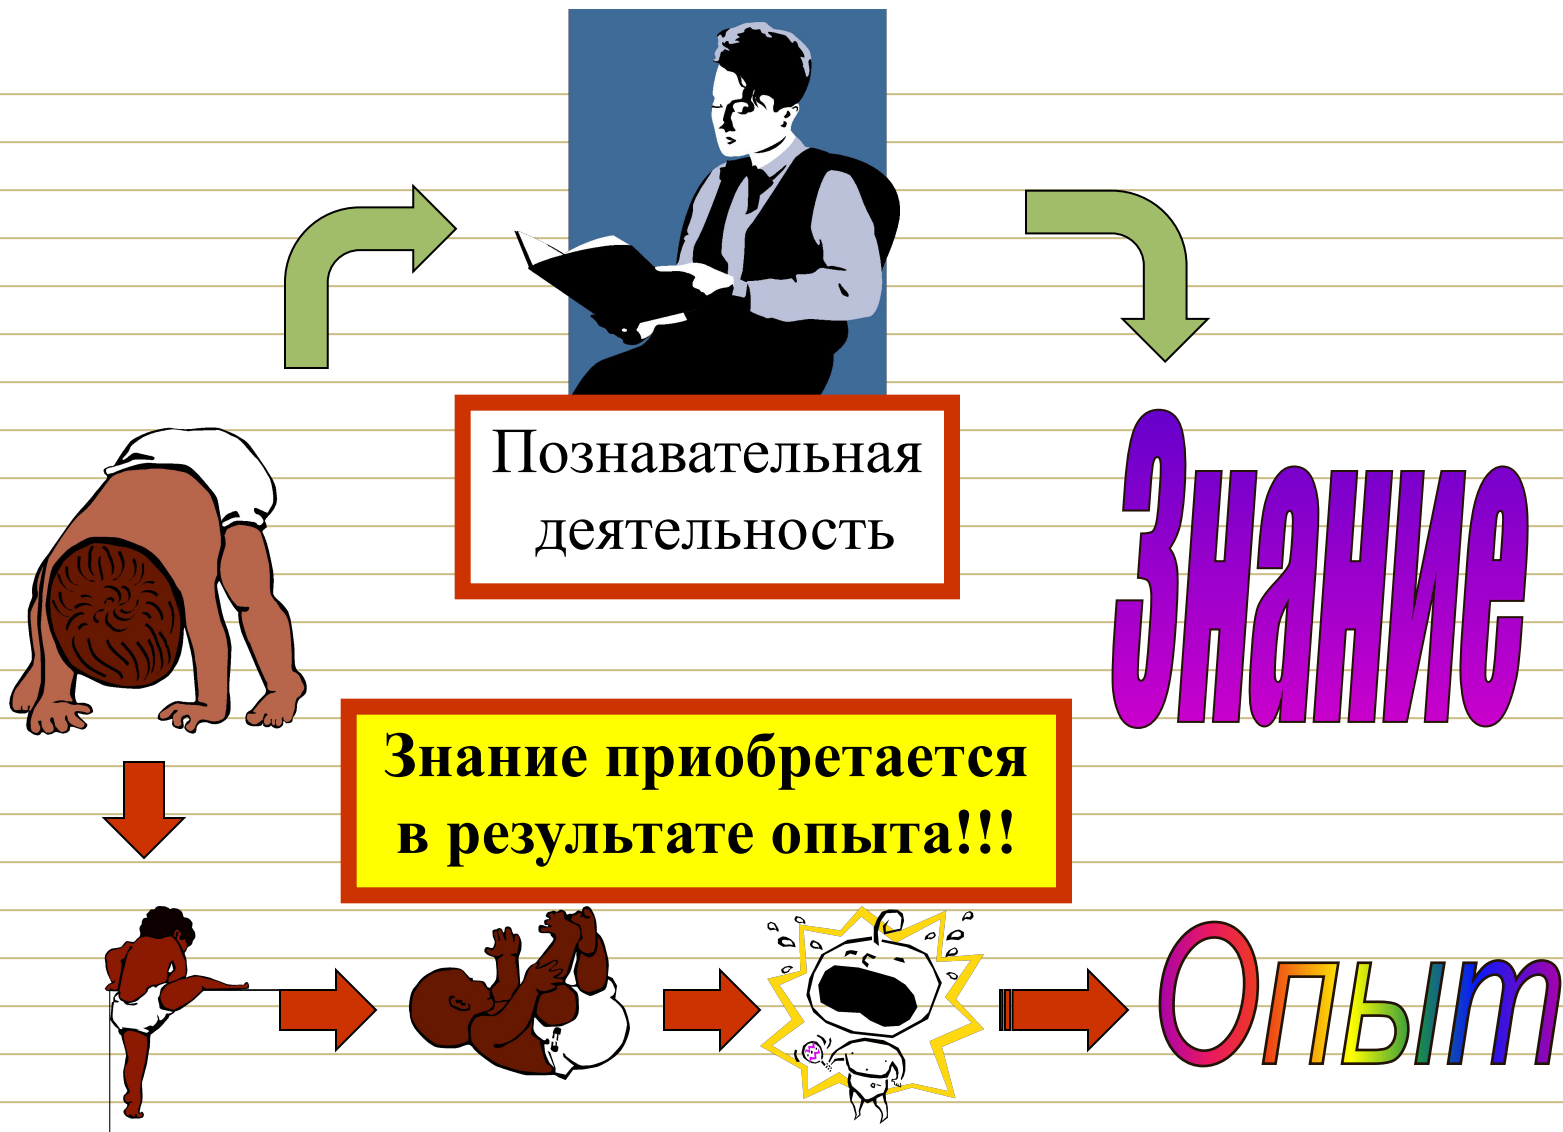 Познавательная
деятельность
Знание
Знание приобретается
в результате опыта!!!
Опыт